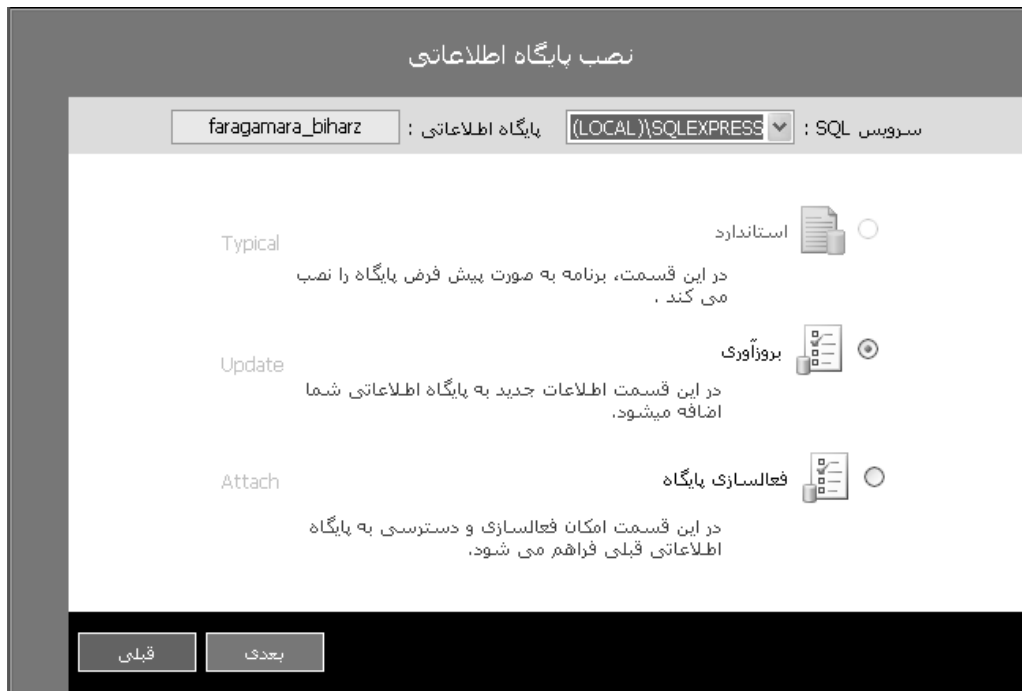 نصب پایگاه اطلاعاتی
سرویس SQL : (LOCAL)\SQLEXPRESS پایگاه اطلاعاتی : faragamara_biharz
استاندارد Typical
در این قسمت، برنامه به صورت پیش فرض پایگاه را نصب
می کند .
بروزآوری Update
در این قسمت اطلاعات جدید به پایگاه اطلاعاتی شما
اضافه میشود.
فعالسازی پایگاه Attach
در این قسمت امکان فعالسازی و دسترسی به پایگاه
اطلاعاتی قبلی فراهم می شود.
بعدی قبلی